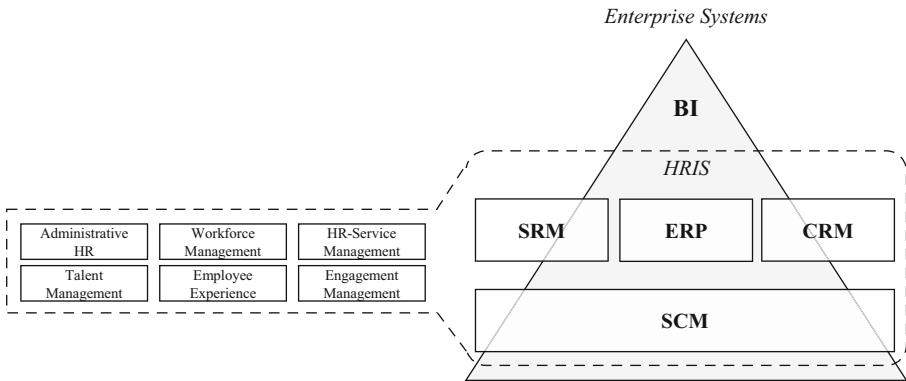 Enterprise Systems
BI
HRIS
SRM
ERP
CRM
SCM
Administrative
HR
Workforce
Management
HR-Service
Management
Talent
Management
Employee
Experience
Engagement
Management